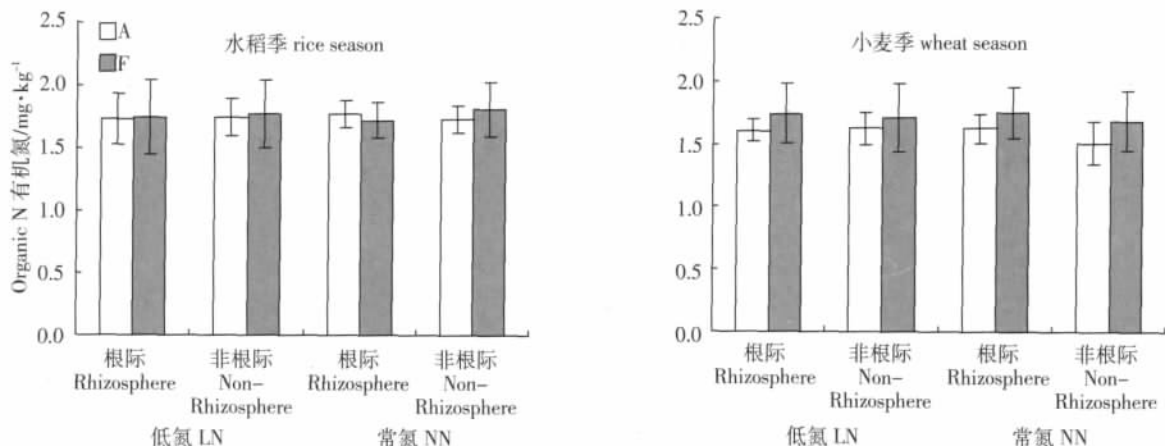 Organic N 有机氮/mg·kg⁻¹
2.5
2.0
1.5
1.0
0.5
0.0
A
F
水稻季 rice season
根际
Rhizosphere
非根际
Non-
Rhizosphere
根际
Rhizosphere
非根际
Non-
Rhizosphere
低氮 LN
常氮 NN
2.5
2.0
1.5
1.0
0.5
0.0
小麦季 wheat season
根际
Rhizosphere
非根际
Non-
Rhizosphere
根际
Rhizosphere
非根际
Non-
Rhizosphere
低氮 LN
常氮 NN